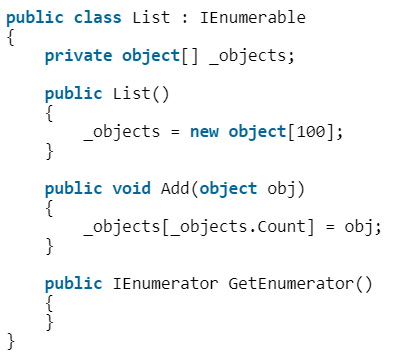 public class List : IEnumerable
{
    private object[] _objects;

    public List()
    {
        _objects = new object[100];
    }

    public void Add(object obj)
    {
        _objects[_objects.Count] = obj;
    }

    public IEnumerator GetEnumerator()
    {
    }
}